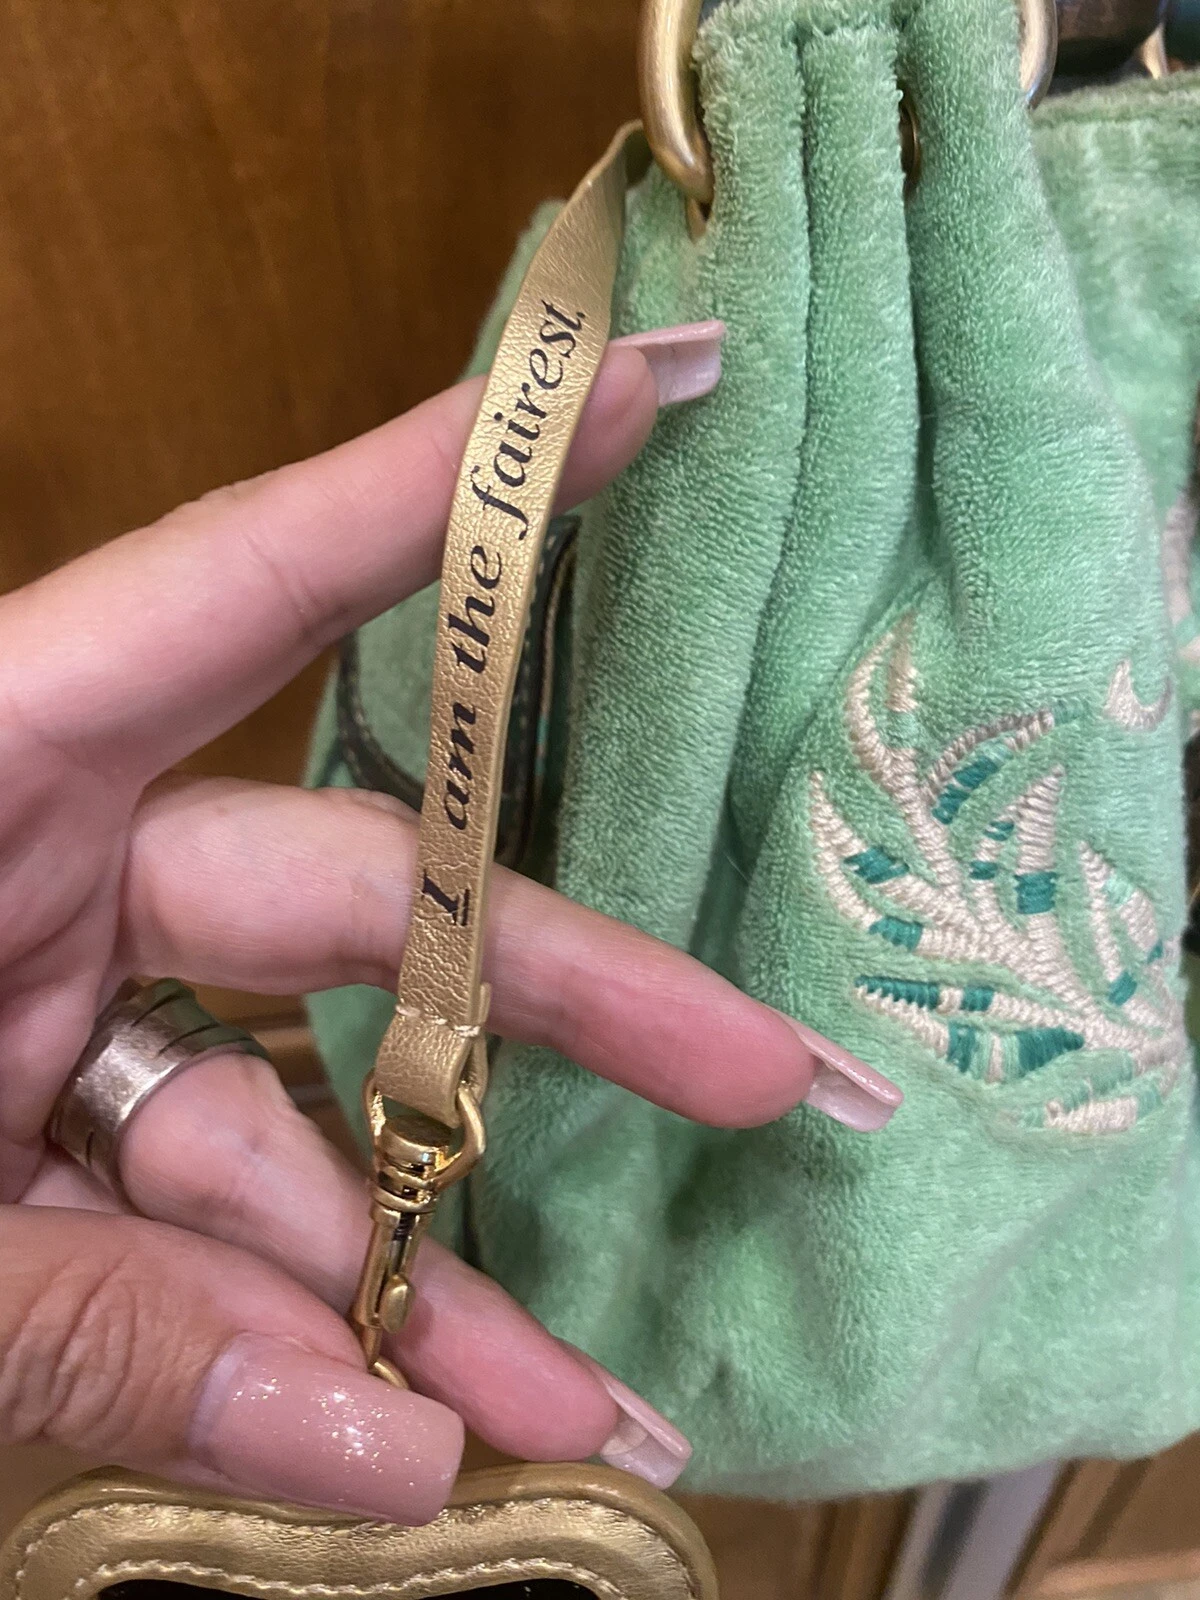 I am the fairest.